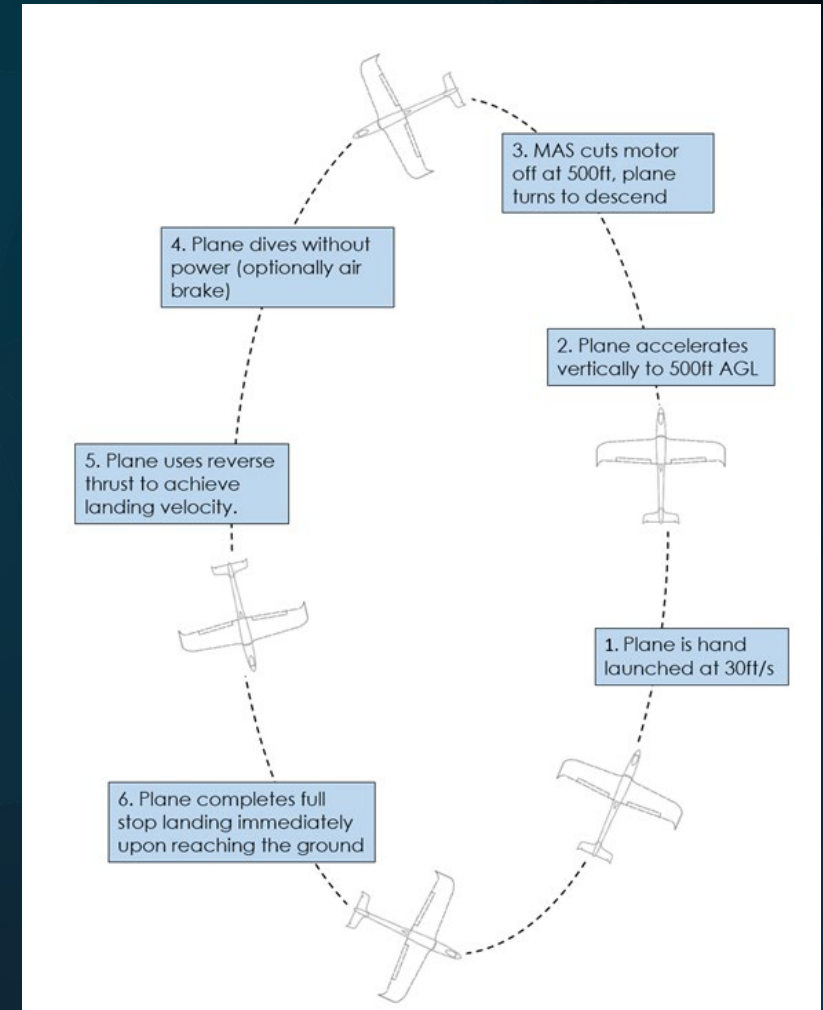 3. MAS cuts motor
off at 500ft, plane
turns to descend
4. Plane dives without
power (optionally air
brake)
2. Plane accelerates
vertically to 500ft AGL
5. Plane uses reverse
thrust to achieve
landing velocity.
1. Plane is hand
launched at 30ft/s
6. Plane completes full
stop landing immediately
upon reaching the ground